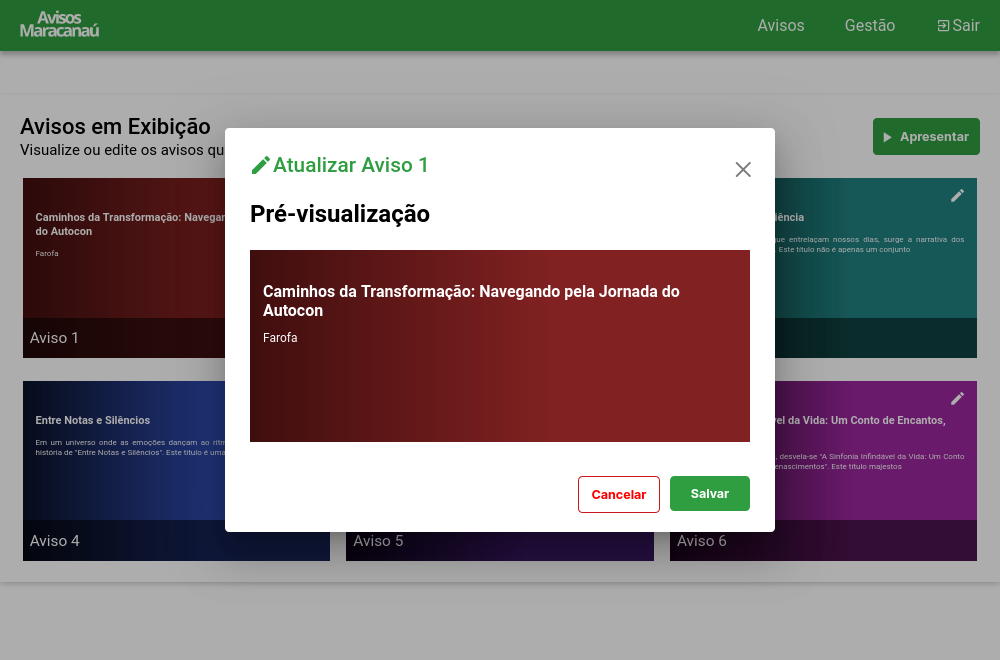 Avisos
Maracanaú
Avisos
Gestão
Sair
Avisos em Exibição
Visualize ou edite os avisos qu
Apresentar
Caminhos da Transformação: Navegar
do Autocon
Farofa
Aviso 1
Atualizar Aviso 1
Pré-visualização
Caminhos da Transformação: Navegando pela Jornada do
Autocon
Farofa
Cancelar
Salvar
iência
que entrelaçam nossos dias, surge a narrativa dos
. Este título não é apenas um conjunto
Entre Notas e Silêncios
Em um universo onde as emoções dançam ao ritm
história de "Entre Notas e Silêncios". Este título é uma
Aviso 4
Aviso 5
vel da Vida: Um Conto de Encantos,
, desvela-se "A Sinfonia Infindável da Vida: Um Conto
enascimentos". Este título majestos
Aviso 6